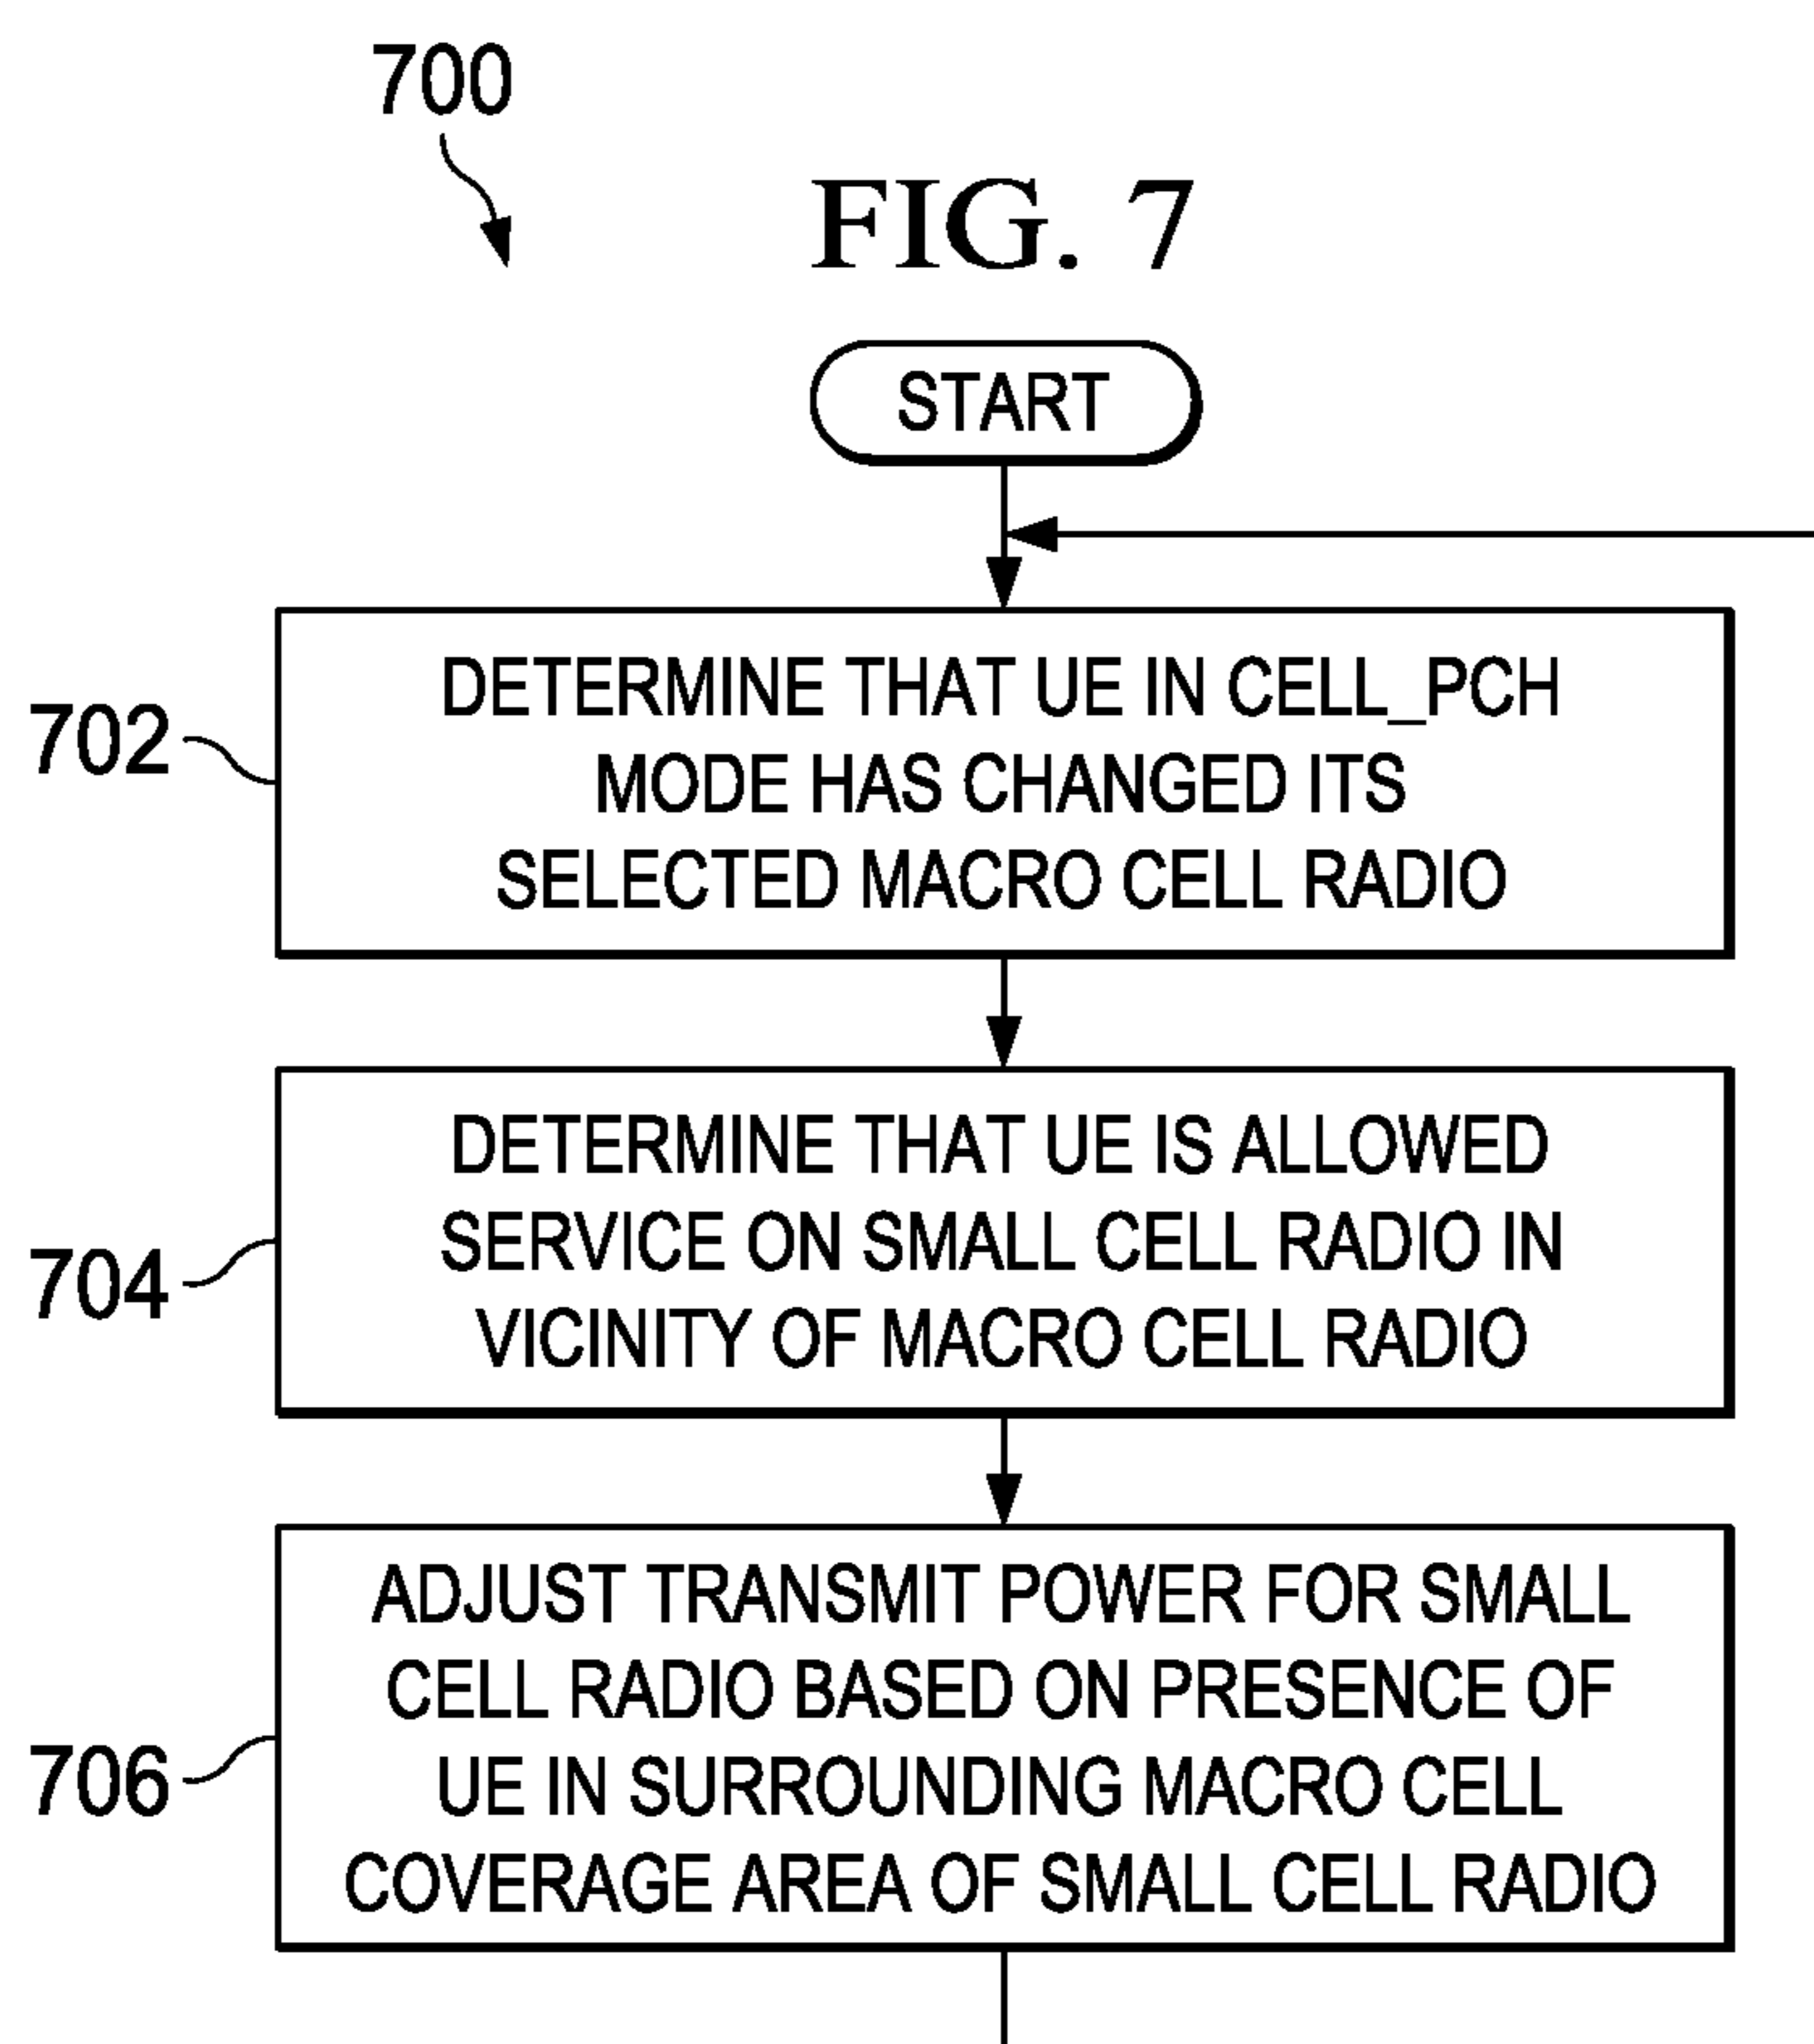 700
FIG. 7
START
702
DETERMINE THAT UE IN CELL_PCH
MODE HAS CHANGED ITS
SELECTED MACRO CELL RADIO
704
DETERMINE THAT UE IS ALLOWED
SERVICE ON SMALL CELL RADIO IN
VICINITY OF MACRO CELL RADIO
706
ADJUST TRANSMIT POWER FOR SMALL
CELL RADIO BASED ON PRESENCE OF
UE IN SURROUNDING MACRO CELL
COVERAGE AREA OF SMALL CELL RADIO